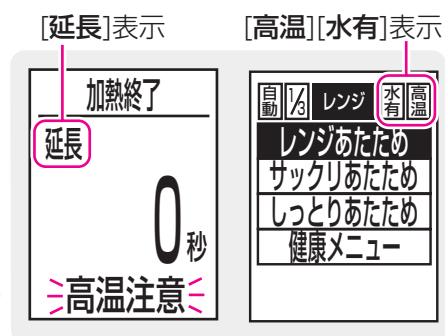 [延長]表示
[高温][水有]表示
加熱終了
延長
0秒
高温注意
自動 1/3 レンジ 水有 高温
レンジあたため
サックリあたため
しっとりあたため
健康メニュー